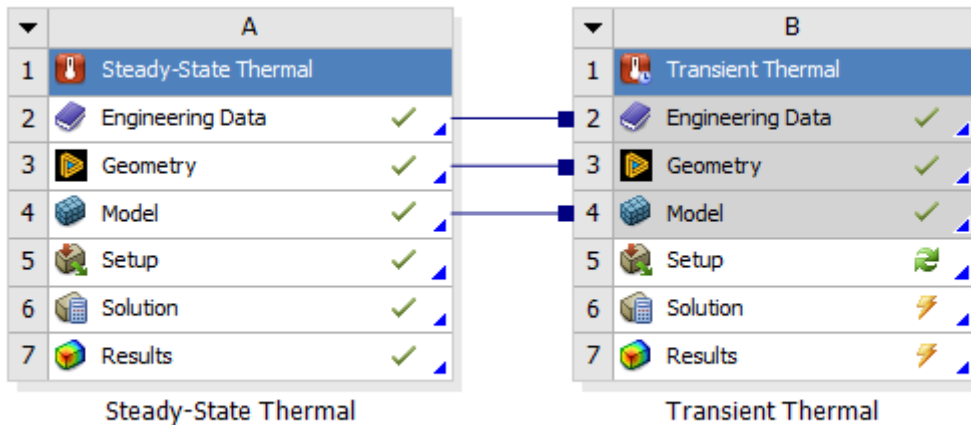 A
1 Steady-State Thermal
2 Engineering Data
3 Geometry
4 Model
5 Setup
6 Solution
7 Results
Steady-State Thermal
B
1 Transient Thermal
2 Engineering Data
3 Geometry
4 Model
5 Setup
6 Solution
7 Results
Transient Thermal